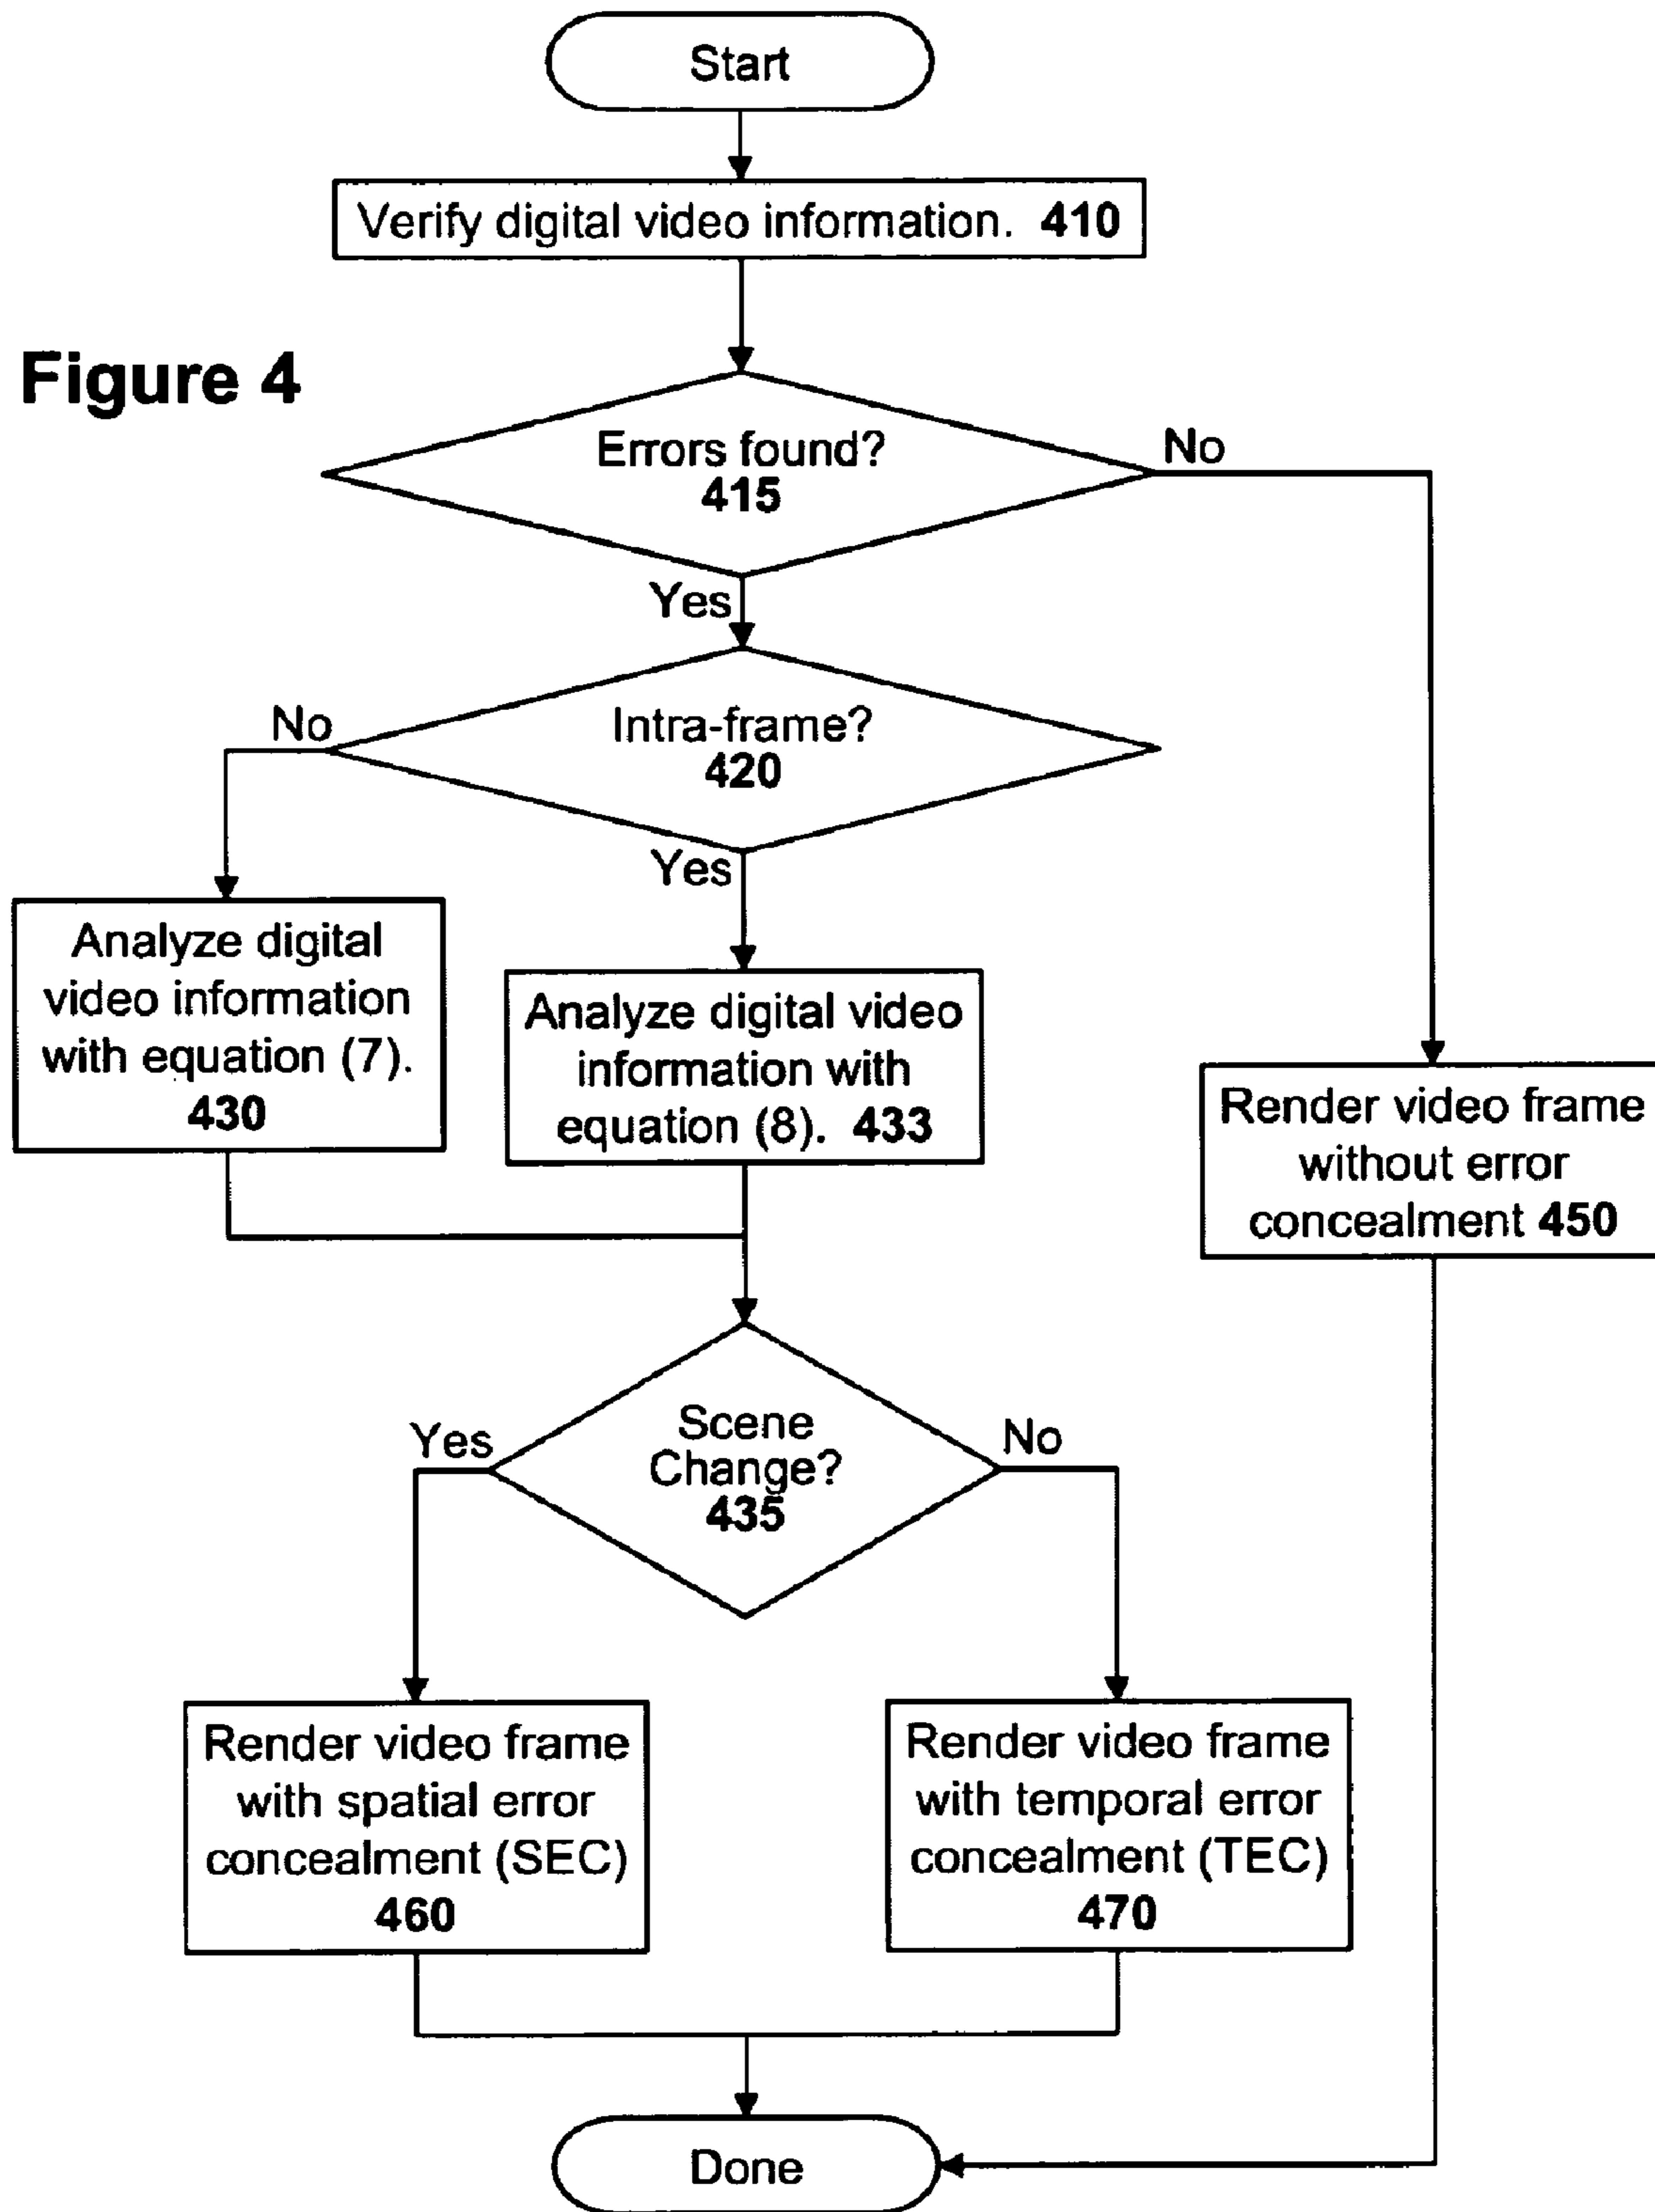 Start
Verify digital video information. 410
Figure 4
Errors found?
415
No
Yes
Intra-frame?
420
No
Yes
Analyze digital
video information
with equation (7).
430
Analyze digital video
information with
equation (8). 433
Render video frame
without error
concealment 450
Scene
Change?
435
Yes
No
Render video frame
with spatial error
concealment (SEC)
460
Render video frame
with temporal error
concealment (TEC)
470
Done